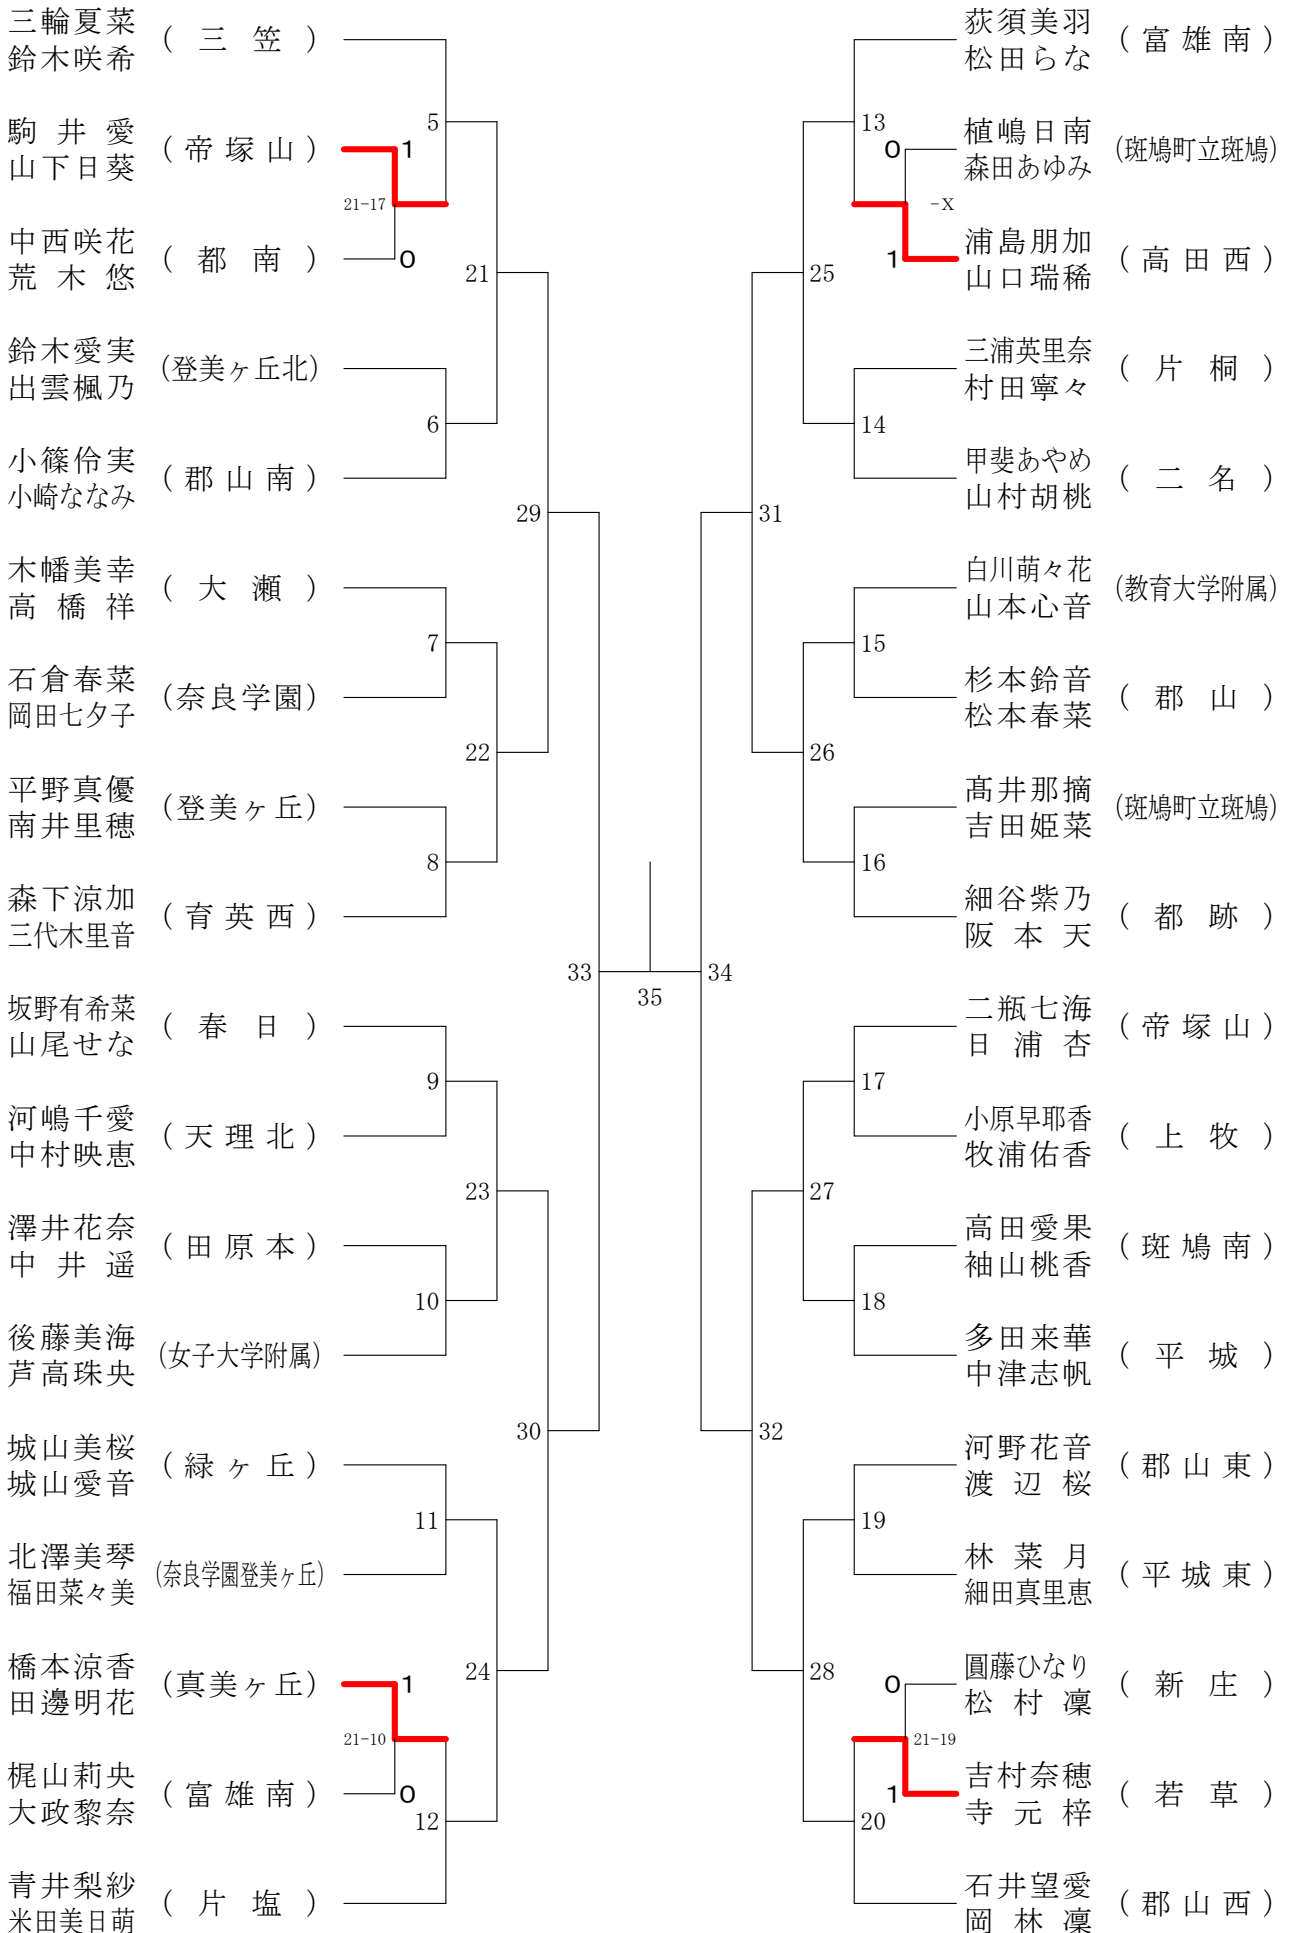 三輪夏菜
鈴木咲希
(三笠)
駒井愛
山下日葵
(帝塚山)
1
5
21-17
中西咲花
荒木悠
(都南)
0
21
鈴木愛実
出雲楓乃
(登美ヶ丘北)
6
小篠伶実
小崎ななみ
(郡山南)
29
木幡美幸
高橋祥
(大瀬)
7
石倉春菜
岡田七夕子
(奈良学園)
22
平野真優
南井里穂
(登美ヶ丘)
8
森下涼加
三代木里音
(育英西)
33
35
34
坂野有希菜
山尾せな
(春日)
9
河嶋千愛
中村映恵
(天理北)
23
澤井花奈
中井遥
(田原本)
10
後藤美海
芦高珠央
(女子大学附属)
30
城山美桜
城山愛音
(緑ヶ丘)
11
北澤美琴
福田菜々美
(奈良学園登美ヶ丘)
橋本涼香
田邊明花
(真美ヶ丘)
1
24
21-10
梶山莉央
大政黎奈
(富雄南)
0
12
青井梨紗
米田美日萌
(片塩)
荻須美羽
松田らな
(富雄南)
13
0
植嶋日南
森田あゆみ
(斑鳩町立斑鳩)
-X
1
浦島朋加
山口瑞稀
(高田西)
25
三浦英里奈
村田寧々
(片桐)
14
甲斐あやめ
山村胡桃
(二名)
31
白川萌々花
山本心音
(教育大学附属)
15
杉本鈴音
松本春菜
(郡山)
26
髙井那摘
吉田姫菜
(斑鳩町立斑鳩)
16
細谷紫乃
阪本天
(都跡)
二瓶七海
日浦杏
(帝塚山)
17
小原早耶香
牧浦佑香
(上牧)
27
高田愛果
袖山桃香
(斑鳩南)
18
多田来華
中津志帆
(平城)
32
河野花音
渡辺桜
(郡山東)
19
林菜月
細田真里恵
(平城東)
28
0
圓藤ひなり
松村凜
(新庄)
21-19
1
吉村奈穂
寺元梓
(若草)
20
石井望愛
岡林凜
(郡山西)